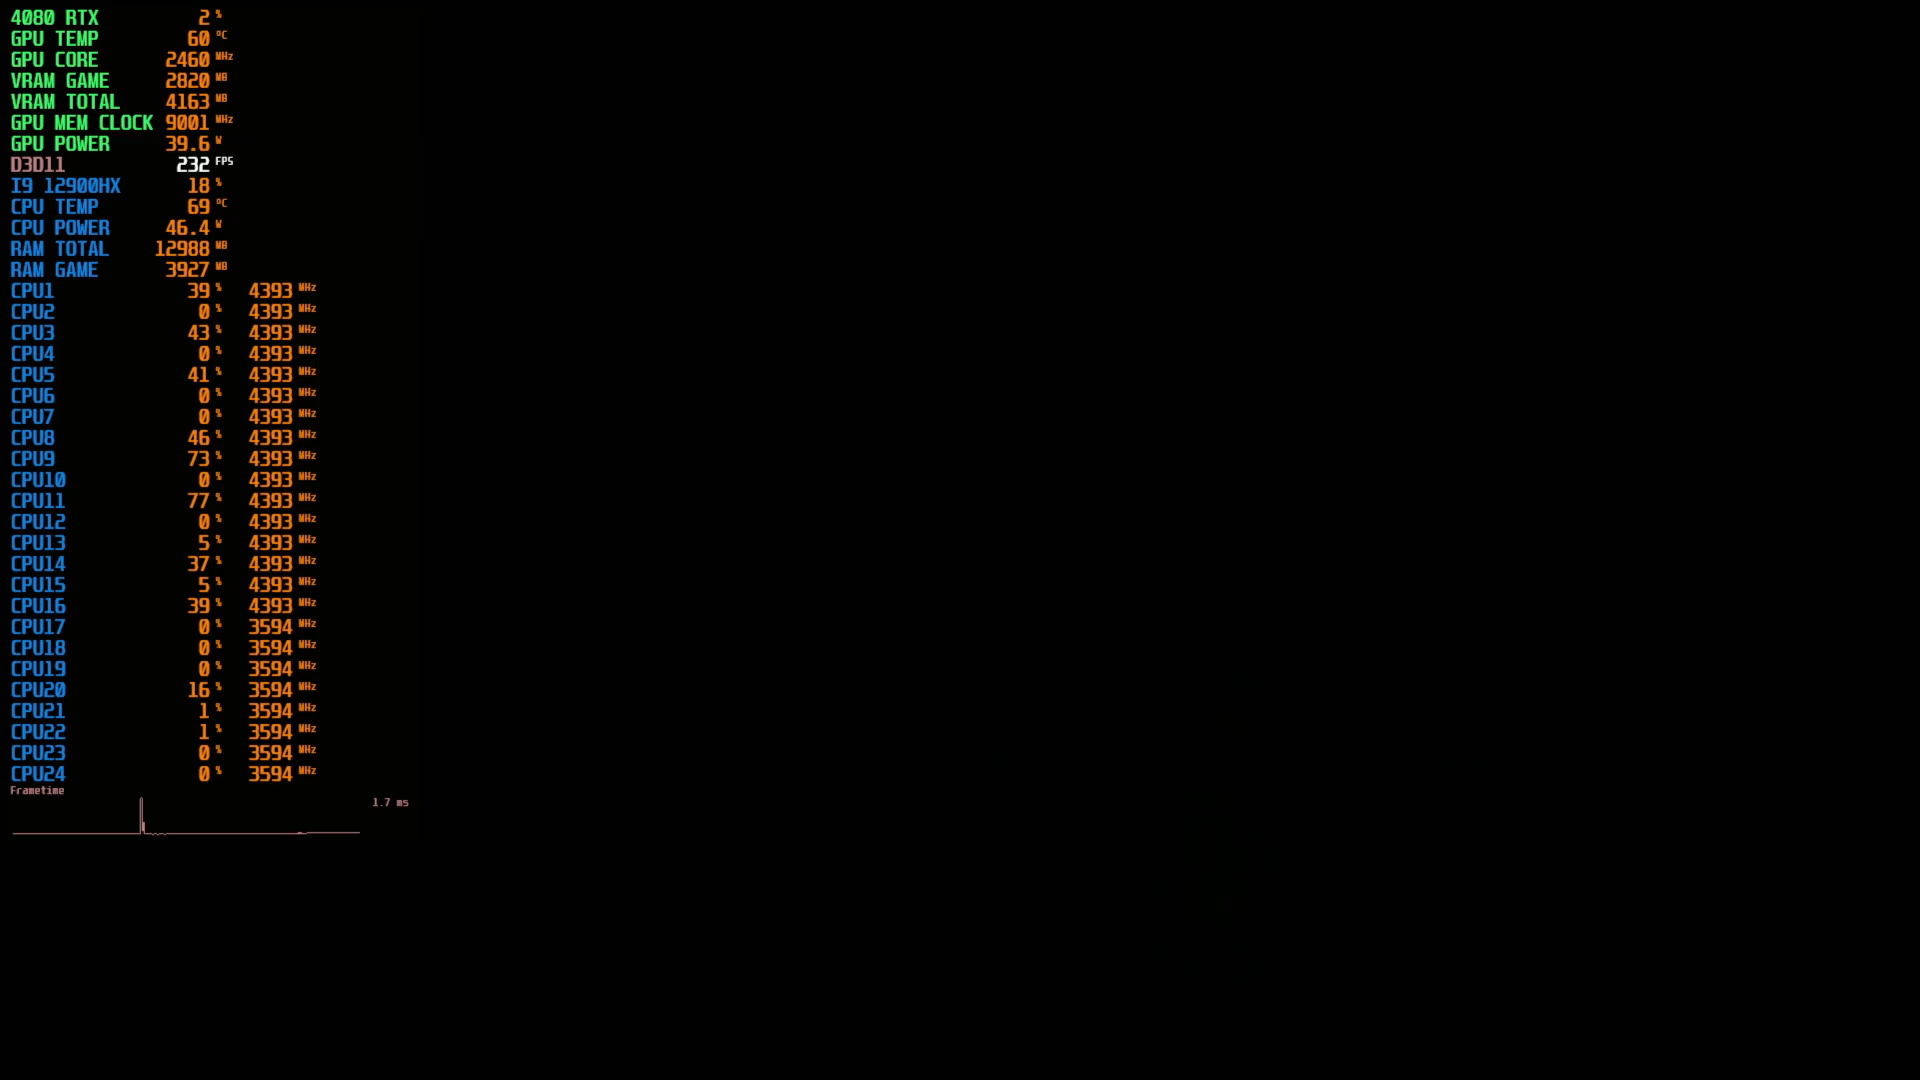 4080 RTX 2 %
GPU TEMP 60 °C
GPU CORE 2460 MHz
VRAM GAME 2820 MB
VRAM TOTAL 4163 MB
GPU MEM CLOCK 9001 MHz
GPU POWER 39.6 W
D3D11 232 FPS
I9 12900HX 18 %
CPU TEMP 69 °C
CPU POWER 46.4 W
RAM TOTAL 12988 MB
RAM GAME 3927 MB
CPU1 39 % 4393 MHz
CPU2 0 % 4393 MHz
CPU3 43 % 4393 MHz
CPU4 0 % 4393 MHz
CPU5 41 % 4393 MHz
CPU6 0 % 4393 MHz
CPU7 0 % 4393 MHz
CPU8 46 % 4393 MHz
CPU9 73 % 4393 MHz
CPU10 0 % 4393 MHz
CPU11 77 % 4393 MHz
CPU12 0 % 4393 MHz
CPU13 5 % 4393 MHz
CPU14 37 % 4393 MHz
CPU15 5 % 4393 MHz
CPU16 39 % 4393 MHz
CPU17 0 % 3594 MHz
CPU18 0 % 3594 MHz
CPU19 0 % 3594 MHz
CPU20 16 % 3594 MHz
CPU21 1 % 3594 MHz
CPU22 1 % 3594 MHz
CPU23 0 % 3594 MHz
CPU24 0 % 3594 MHz
Frametime
1.7 ms